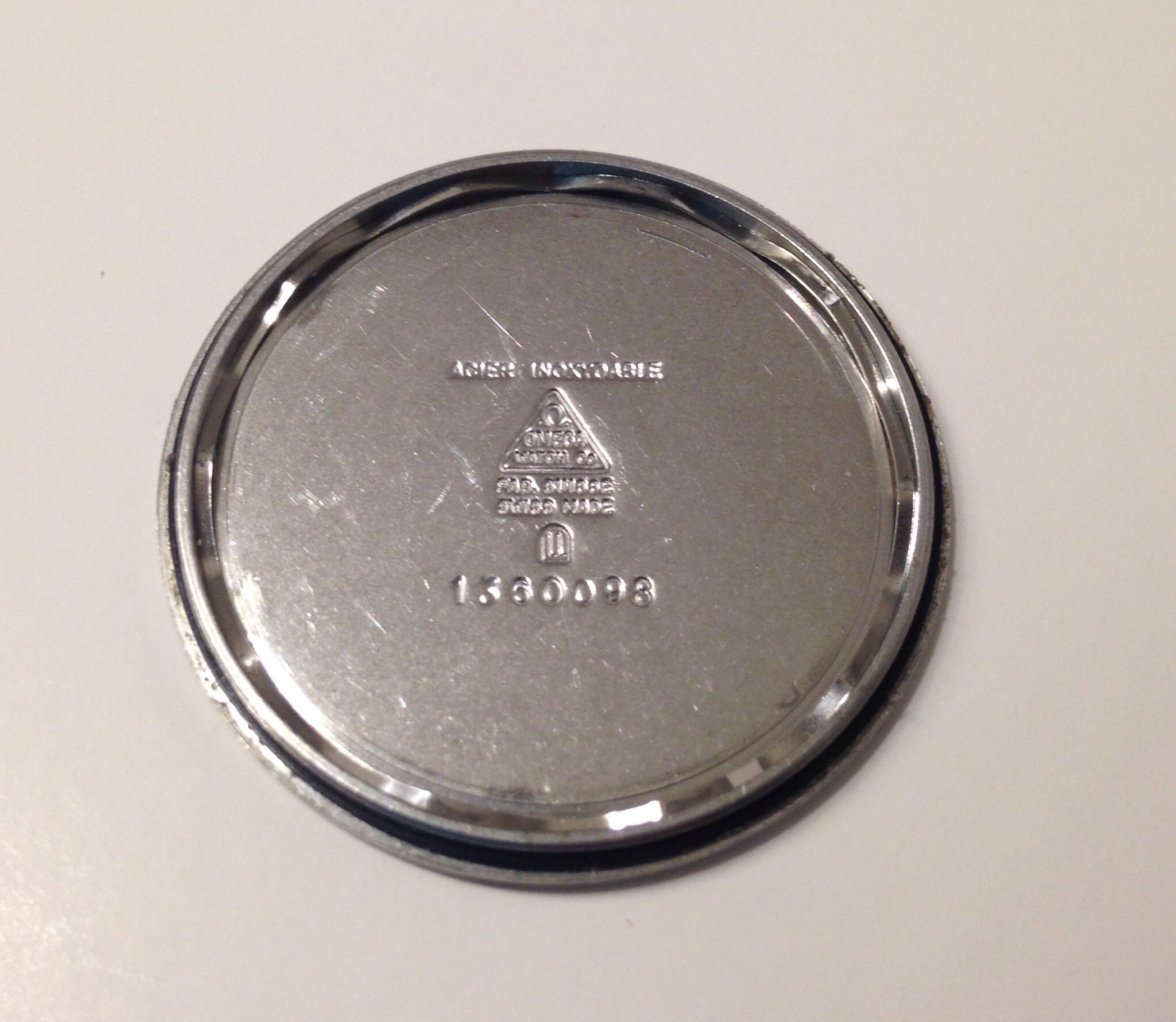 ACIER INOXYDABLE
Ω
OMEGA
WATCH Co
FAB. SUISSE
SWISS MADE
1360098